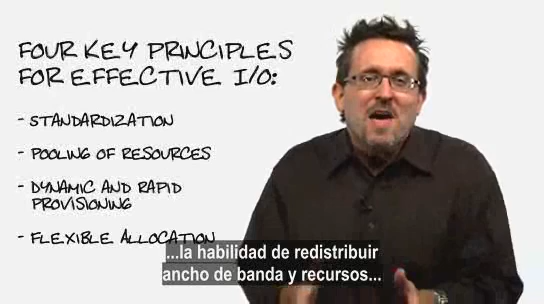 FOUR KEY PRINCIPLES
FOR EFFECTIVE I/O:
- STANDARDIZATION
- POOLING OF RESOURCES
- DYNAMIC AND RAPID
PROVISIONING
- FLEXIBLE ALLOCATION
...la habilidad de redistribuir
ancho de banda y recursos...